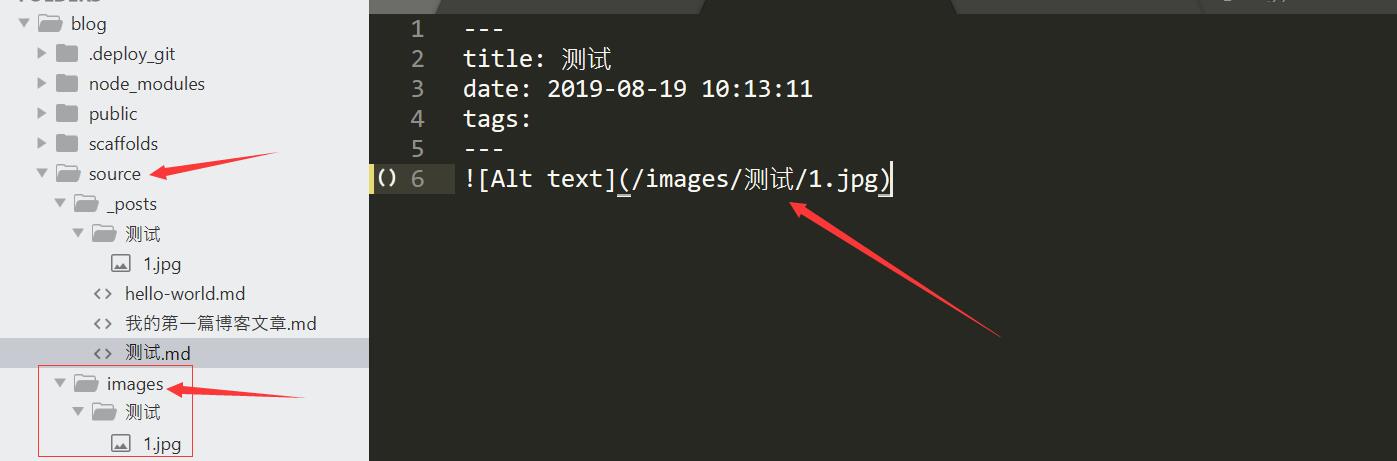 blog
.deploy_git
node_modules
public
scaffolds
source
_posts
测试
1.jpg
hello-world.md
我的第一篇博客文章.md
测试.md
images
测试
1.jpg
1 ---
2 title: 测试
3 date: 2019-08-19 10:13:11
4 tags:
5 ---
() 6 ![Alt text](/images/测试/1.jpg)